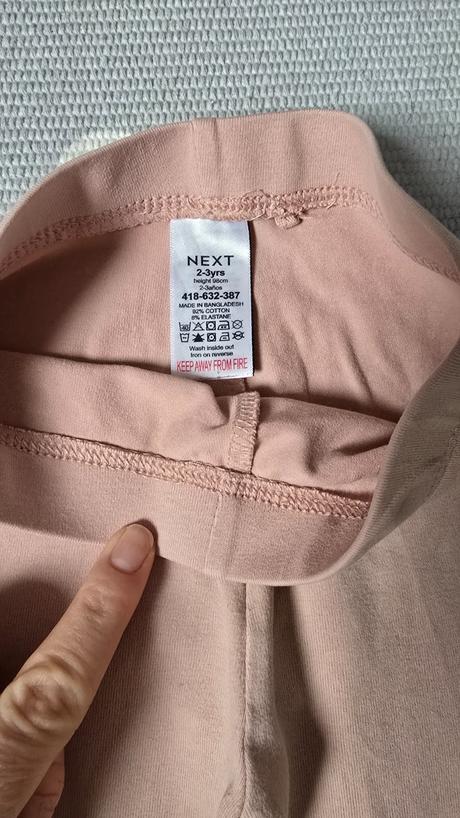 NEXT
2-3yrs
height 98cm
2-3años
418-632-387
MADE IN BANGLADESH
92% COTTON
8% ELASTANE
Wash inside out
Iron on reverse
KEEP AWAY FROM FIRE